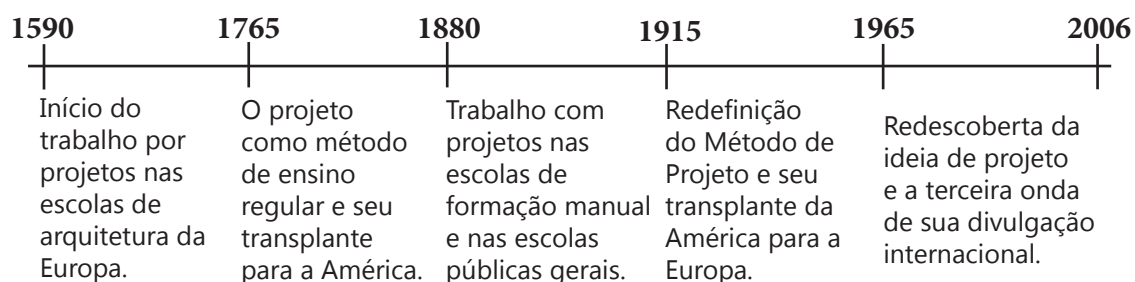 1590 1765 1880 1915 1965 2006
Início do
trabalho por
projetos nas
escolas de
arquitetura da
Europa.
O projeto
como método
de ensino
regular e seu
transplante
para a América.
Trabalho com
projetos nas
escolas de
formação manual
e nas escolas
públicas gerais.
Redefinição
do Método de
Projeto e seu
transplante da
América para a
Europa.
Redescoberta da
ideia de projeto
e a terceira onda
de sua divulgação
internacional.